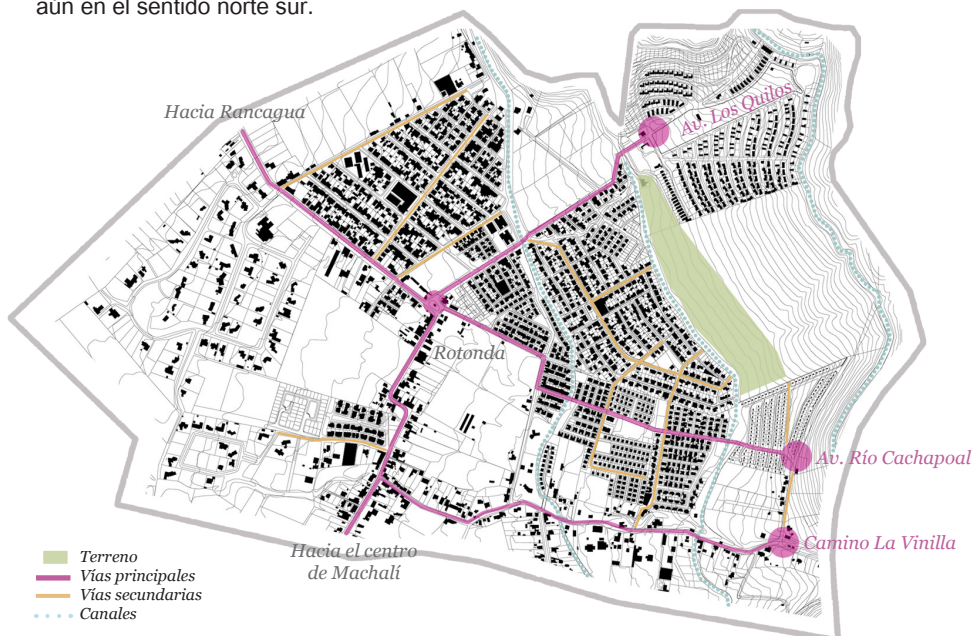 aún en el sentido norte sur.
Hacia Rancagua
Av. Los Quilos
Rotonda
Av. Río Cachapoal
Camino La Vinilla
Hacia el centro
de Machalí
Terreno
Vías principales
Vías secundarias
Canales